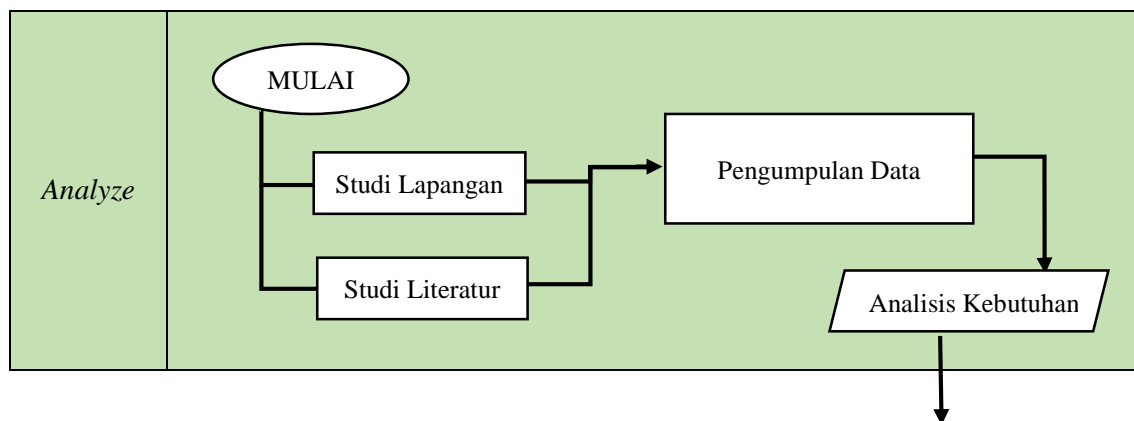 Analyze
MULAI
Studi Lapangan
Studi Literatur
Pengumpulan Data
Analisis Kebutuhan